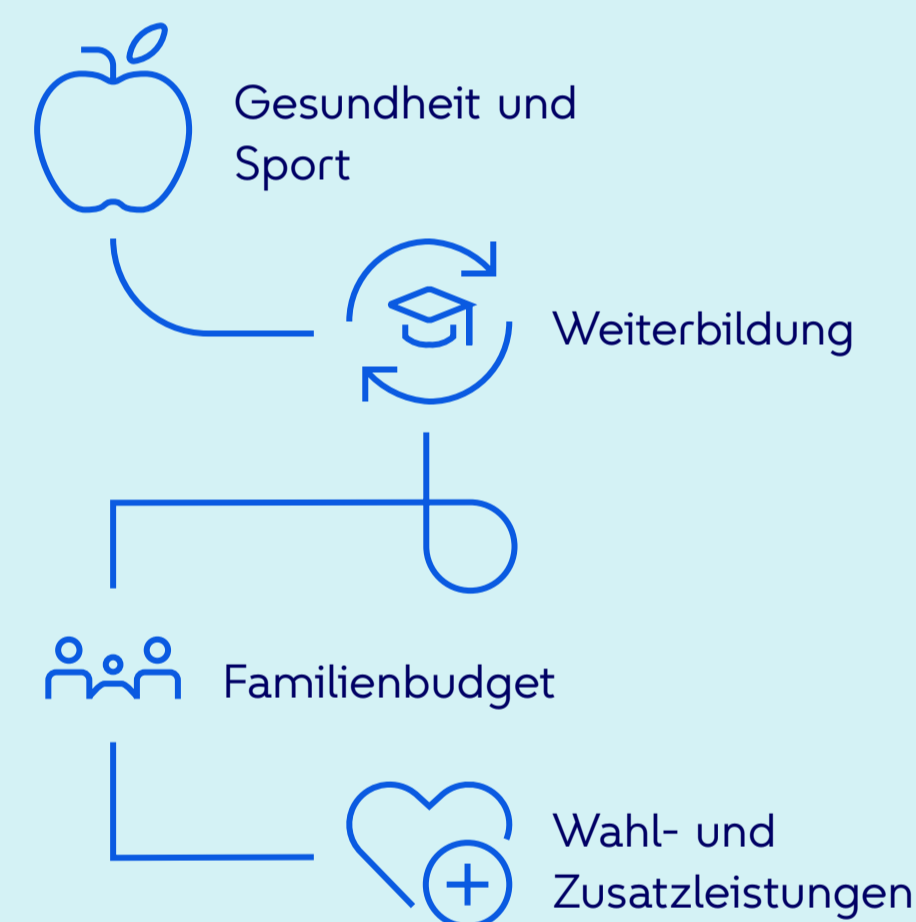 Gesundheit und
Sport
Weiterbildung
Familienbudget
Wahl- und
Zusatzleistungen